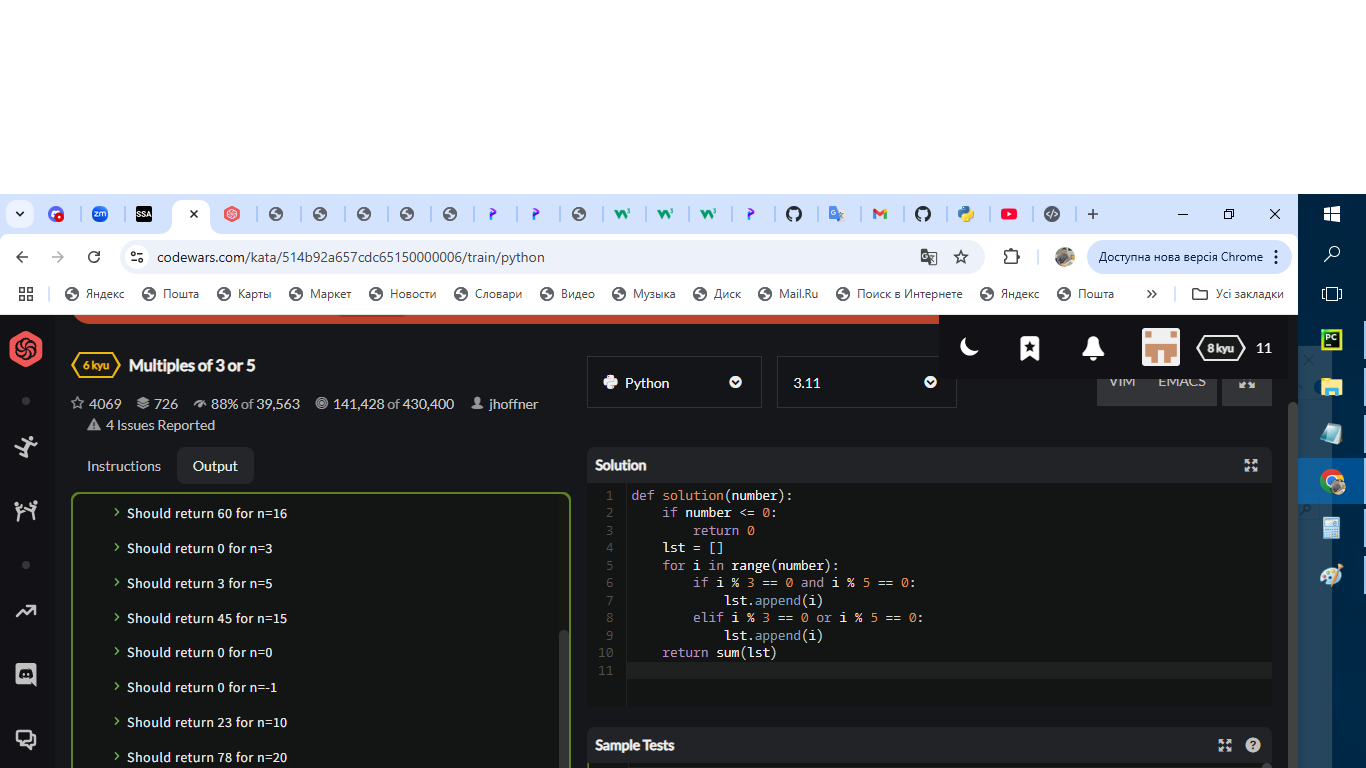 zm
SSA
codewars.com/kata/514b92a657cdc65150000006/train/python
Доступна нова версія Chrome
Яндекс
Пошта
Карты
Маркет
Новости
Словари
Видео
Музыка
Диск
Mail.Ru
Поиск в Интернете
Яндекс
Пошта
Усі закладки
8 kyu
11
6 kyu
Multiples of 3 or 5
4069
726
88% of 39,563
141,428 of 430,400
jhoffner
4 Issues Reported
Python
3.11
VIM
EMACS
Instructions
Output
Should return 60 for n=16
Should return 0 for n=3
Should return 3 for n=5
Should return 45 for n=15
Should return 0 for n=0
Should return 0 for n=-1
Should return 23 for n=10
Should return 78 for n=20
Solution
1 def solution(number):
2 if number <= 0:
3 return 0
4 lst = []
5 for i in range(number):
6 if i % 3 == 0 and i % 5 == 0:
7 lst.append(i)
8 elif i % 3 == 0 or i % 5 == 0:
9 lst.append(i)
10 return sum(lst)
11
Sample Tests
PC